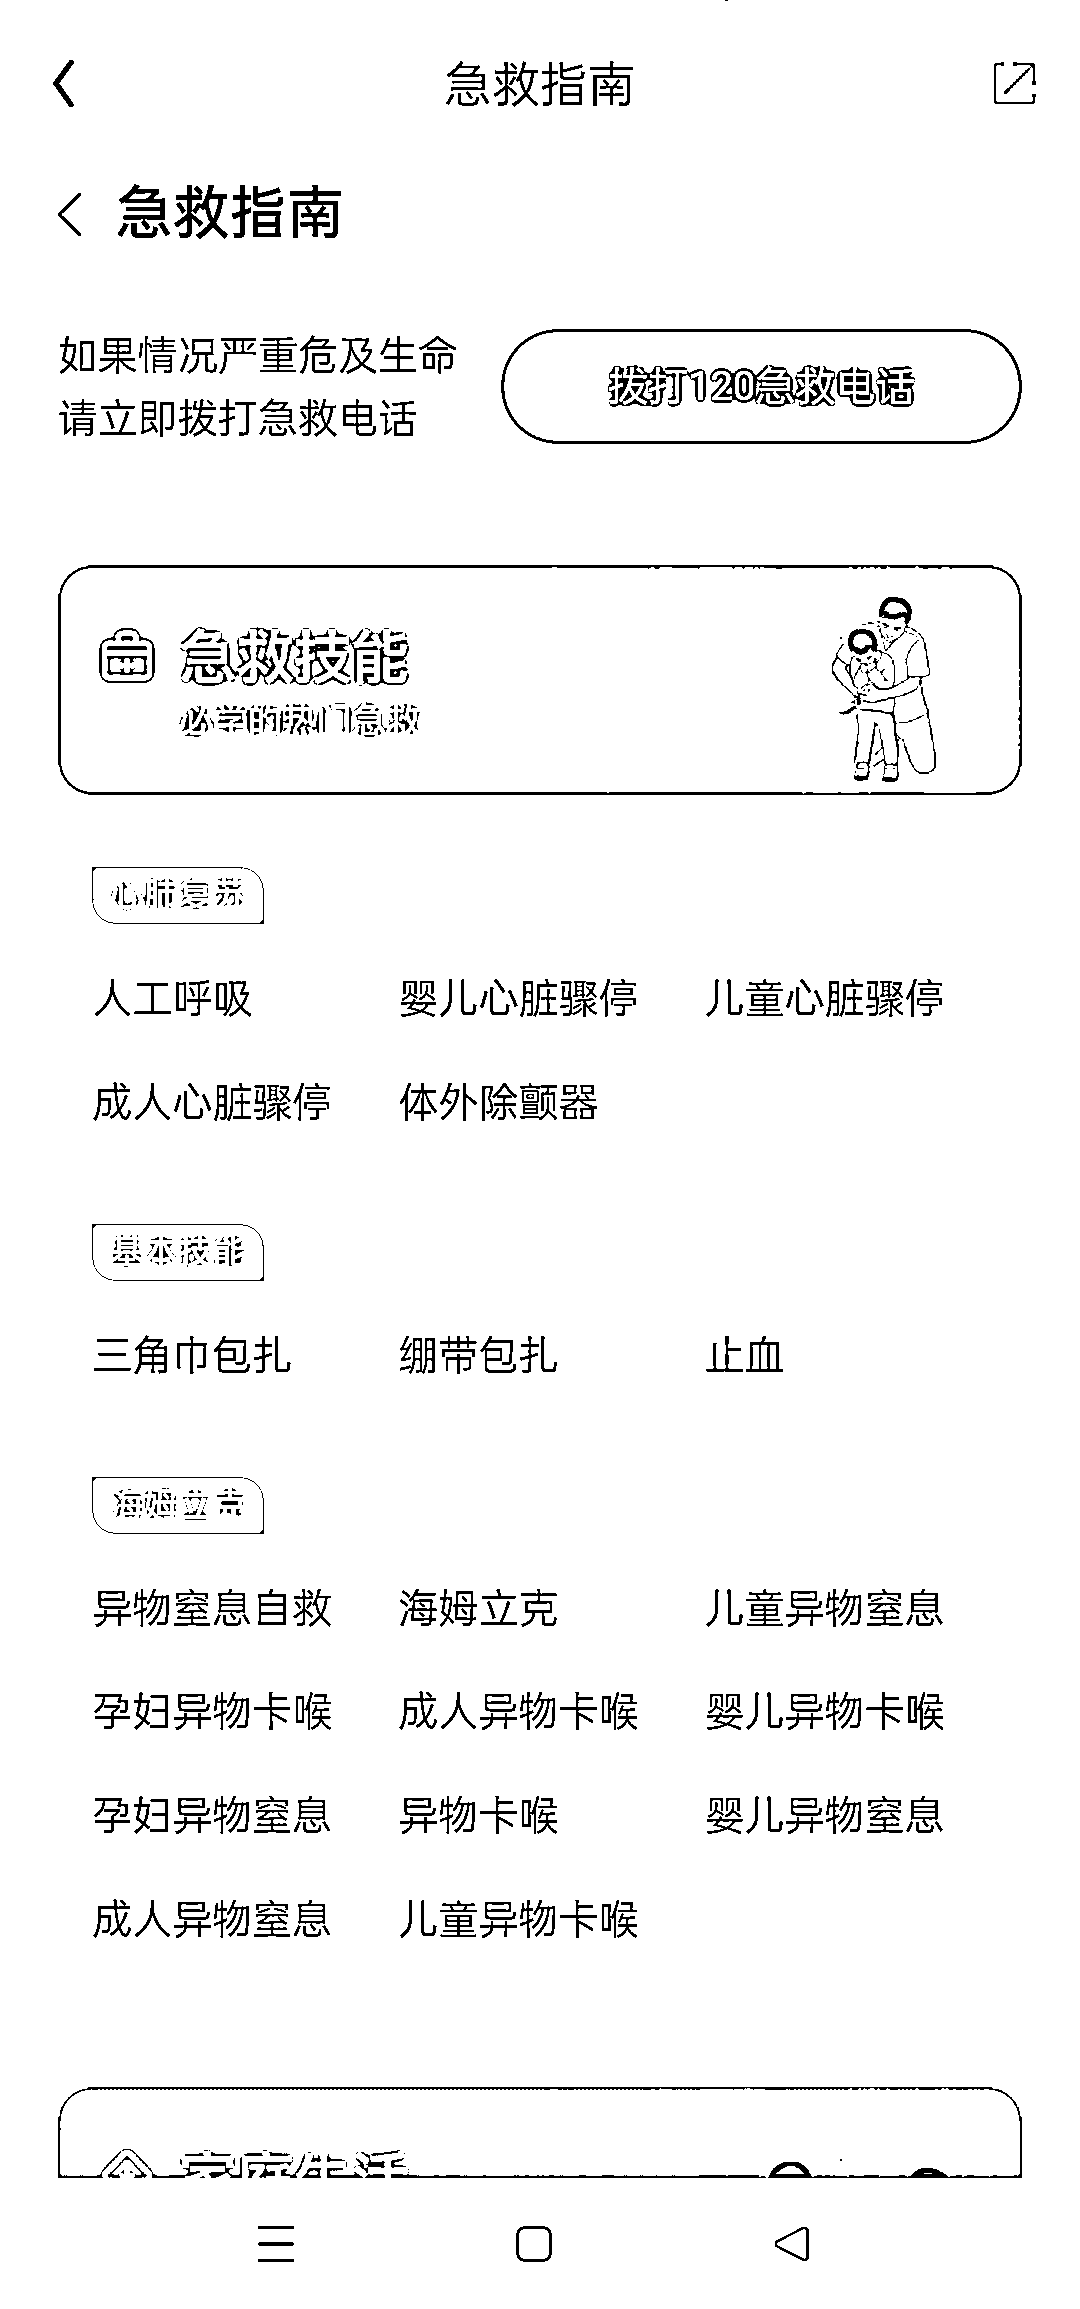 急救指南
急救指南
如果情况严重危及生命
请立即拨打急救电话
拨打120急救电话
急救技能
必学的热门急救
心肺复苏
人工呼吸 婴儿心脏骤停 儿童心脏骤停
成人心脏骤停 体外除颤器
基本技能
三角巾包扎 绷带包扎 止血
海姆立克
异物窒息自救 海姆立克 儿童异物窒息
孕妇异物卡喉 成人异物卡喉 婴儿异物卡喉
孕妇异物窒息 异物卡喉 婴儿异物窒息
成人异物窒息 儿童异物卡喉
家庭生活